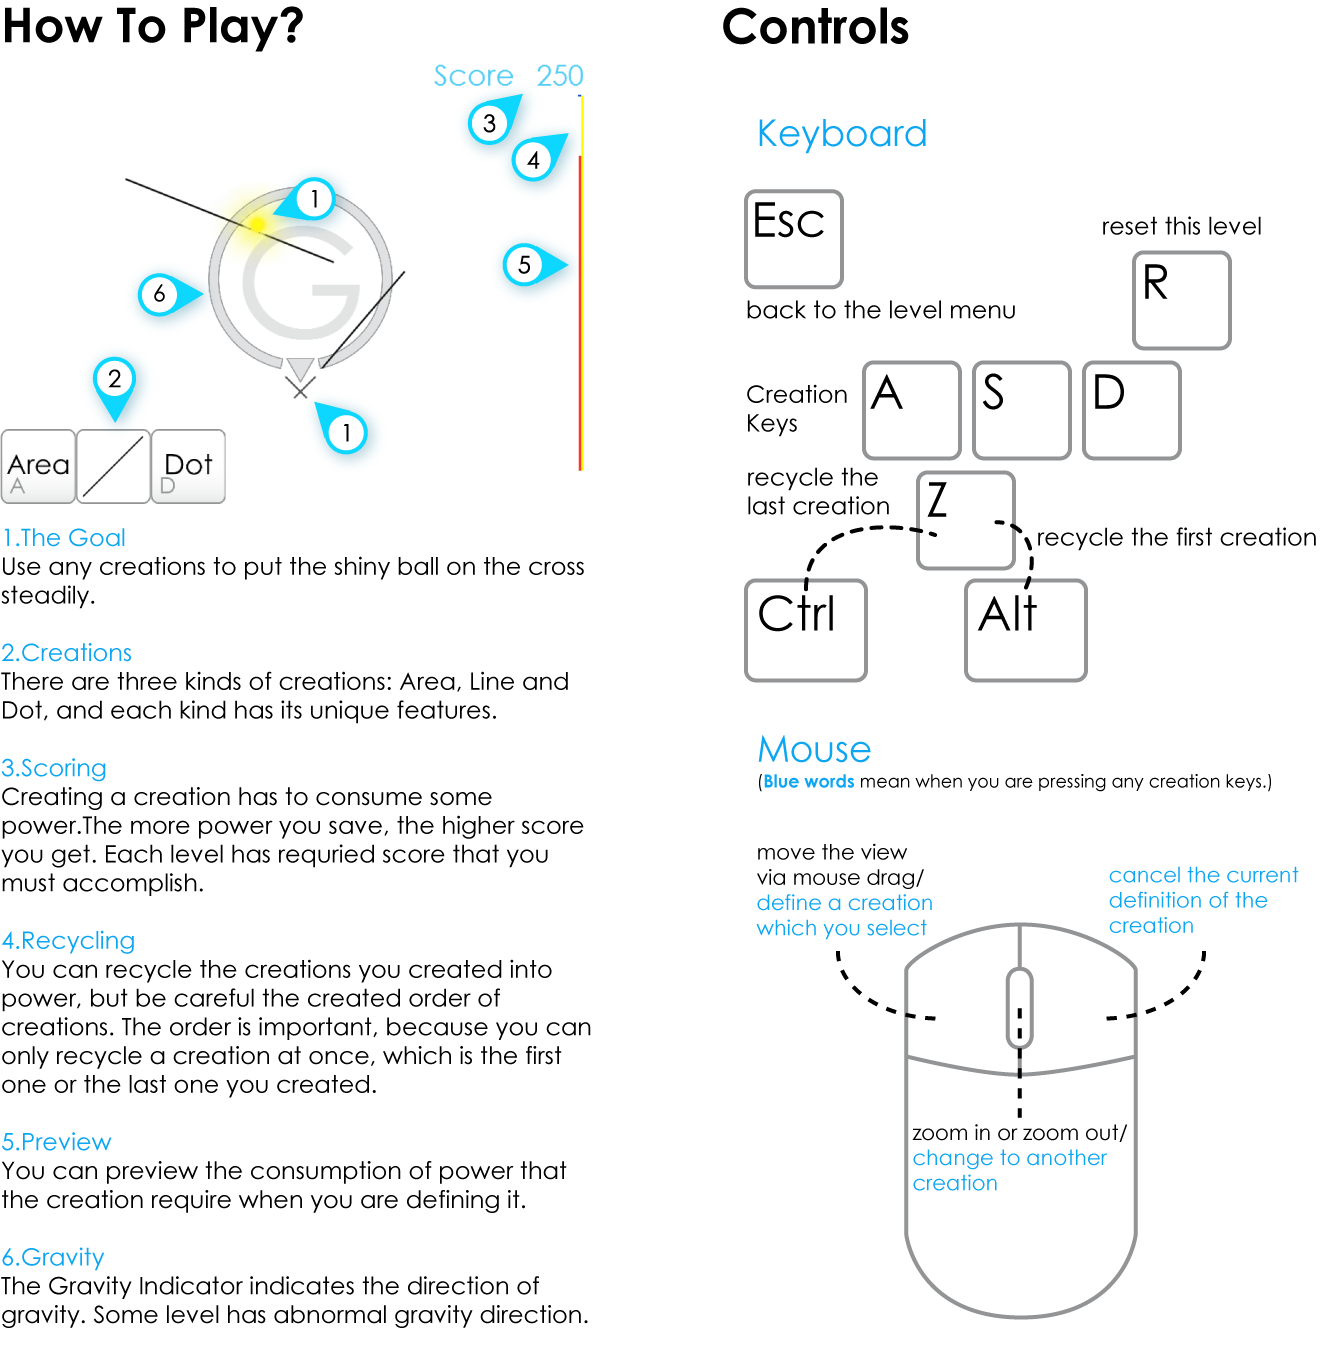 How To Play?
Score 250
3
4
1
5
6
G
2
1
Area
A
Dot
D
1.The Goal
Use any creations to put the shiny ball on the cross
steadily.
2.Creations
There are three kinds of creations: Area, Line and
Dot, and each kind has its unique features.
3.Scoring
Creating a creation has to consume some
power.The more power you save, the higher score
you get. Each level has requried score that you
must accomplish.
4.Recycling
You can recycle the creations you created into
power, but be careful the created order of
creations. The order is important, because you can
only recycle a creation at once, which is the first
one or the last one you created.
5.Preview
You can preview the consumption of power that
the creation require when you are defining it.
6.Gravity
The Gravity Indicator indicates the direction of
gravity. Some level has abnormal gravity direction.
Controls
Keyboard
Esc
back to the level menu
reset this level
R
Creation
Keys
A
S
D
recycle the
last creation
Z
recycle the first creation
Ctrl
Alt
Mouse
(Blue words mean when you are pressing any creation keys.)
move the view
via mouse drag/
define a creation
which you select
cancel the current
definition of the
creation
zoom in or zoom out/
change to another
creation